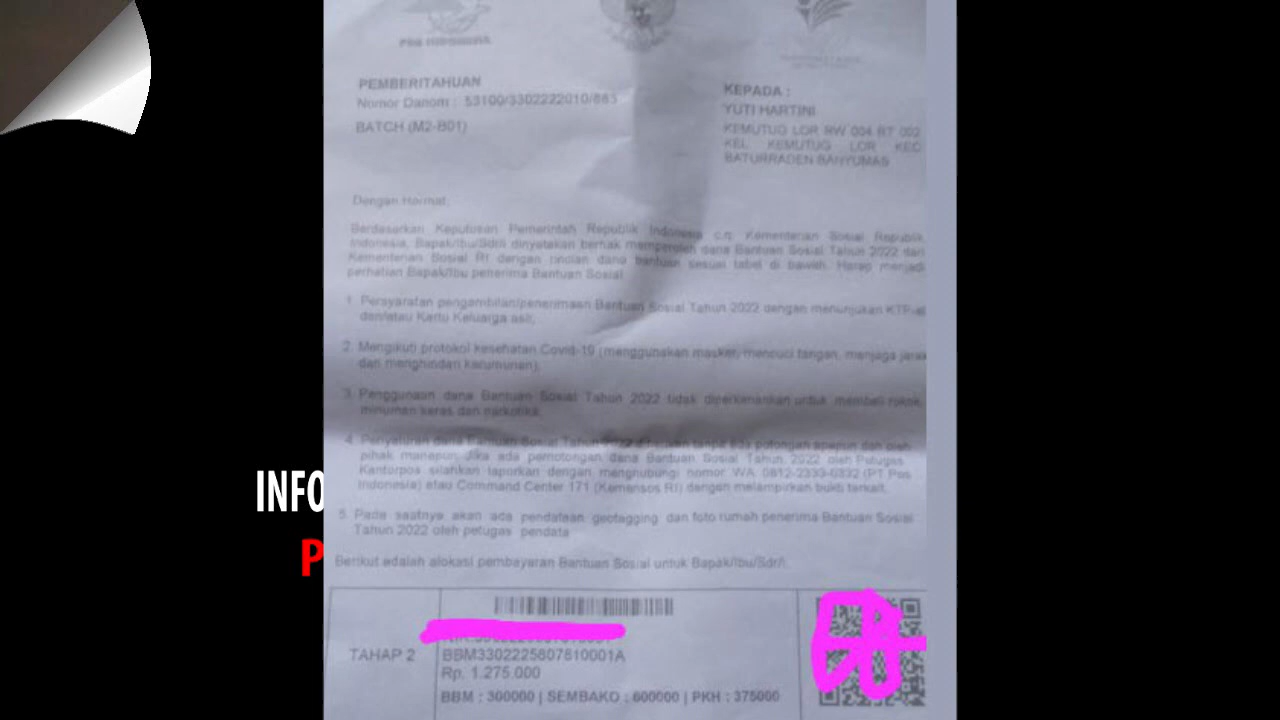 POS INDONESIA
PEMBERITAHUAN
Nomor Danom : 53100/3302222010/885
BATCH (M2-B01)
KEPADA :
YUTI HARTINI
KEMUTUG LOR RW 004 RT 002
KEL KEMUTUG LOR KEC
BATURRADEN BANYUMAS
Dengan Hormat,
Berdasarkan Keputusan Pemerintah Republik Indonesia c.q. Kementerian Sosial Republik
Indonesia, Bapak/Ibu/Sdr/i dinyatakan berhak memperoleh dana Bantuan Sosial Tahun 2022 dari
Kementerian Sosial RI dengan rincian dana bantuan sesuai tabel di bawah. Harap menjadi
perhatian Bapak/Ibu penerima Bantuan Sosial
1. Persyaratan pengambilan/penerimaan Bantuan Sosial Tahun 2022 dengan menunjukan KTP-el
dan/atau Kartu Keluarga asli;
2. Mengikuti protokol kesehatan Covid-19 (menggunakan masker, mencuci tangan, menjaga jarak
dan menghindari kerumunan);
3. Penggunaan dana Bantuan Sosial Tahun 2022 tidak diperkenankan untuk membeli rokok,
minuman keras dan narkotika.
4. Penyaluran dana Bantuan Sosial Tahun 2022 tanpa ada potongan apapun dan oleh
pihak manapun. Jika ada pemotongan dana Bantuan Sosial Tahun 2022 oleh Petugas
Kantorpos silahkan laporkan dengan menghubungi nomor WA 0812-2333-0332 (PT Pos
Indonesia) atau Command Center 171 (Kemensos RI) dengan melampirkan bukti terkait.
5. Pada saatnya akan ada pendataan geotagging dan foto rumah penerima Bantuan Sosial
Tahun 2022 oleh petugas pendata
Berikut adalah alokasi pembayaran Bantuan Sosial untuk Bapak/Ibu/Sdr/i.
TAHAP 2
BBM3302225807810001A
Rp. 1.275.000
BBM : 300000 | SEMBAKO : 600000 | PKH : 375000
INFO
P